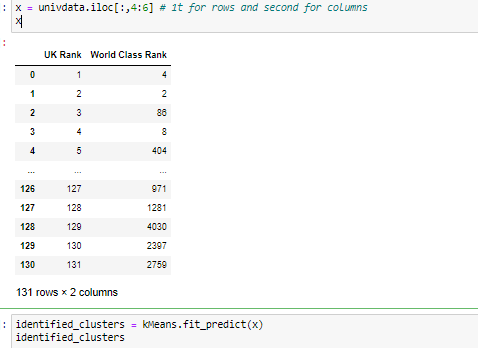 : x = univdata.iloc[:,4:6] # 1t for rows and second for columns
x
:
UK Rank World Class Rank
0 1 4
1 2 2
2 3 86
3 4 8
4 5 404
... ... ...
126 127 971
127 128 1281
128 129 4030
129 130 2397
130 131 2759
131 rows × 2 columns
: identified_clusters = kMeans.fit_predict(x)
identified_clusters